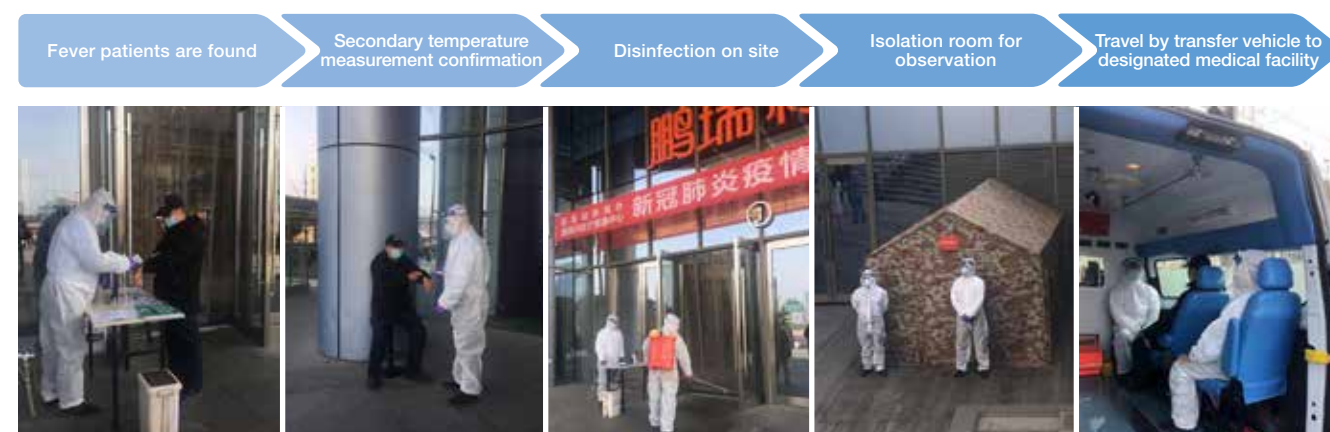 Fever patients are found
Secondary temperature
measurement confirmation
Disinfection on site
Isolation room for
observation
Travel by transfer vehicle to
designated medical facility
鹏瑞利
新冠肺炎疫情